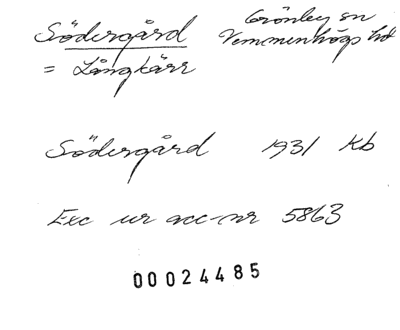 Södergård
= Långkärr
Grönby sn
Vemmenhögs hd
Södergård 1931 Kb
Exc ur acc-nr 5863
00024485